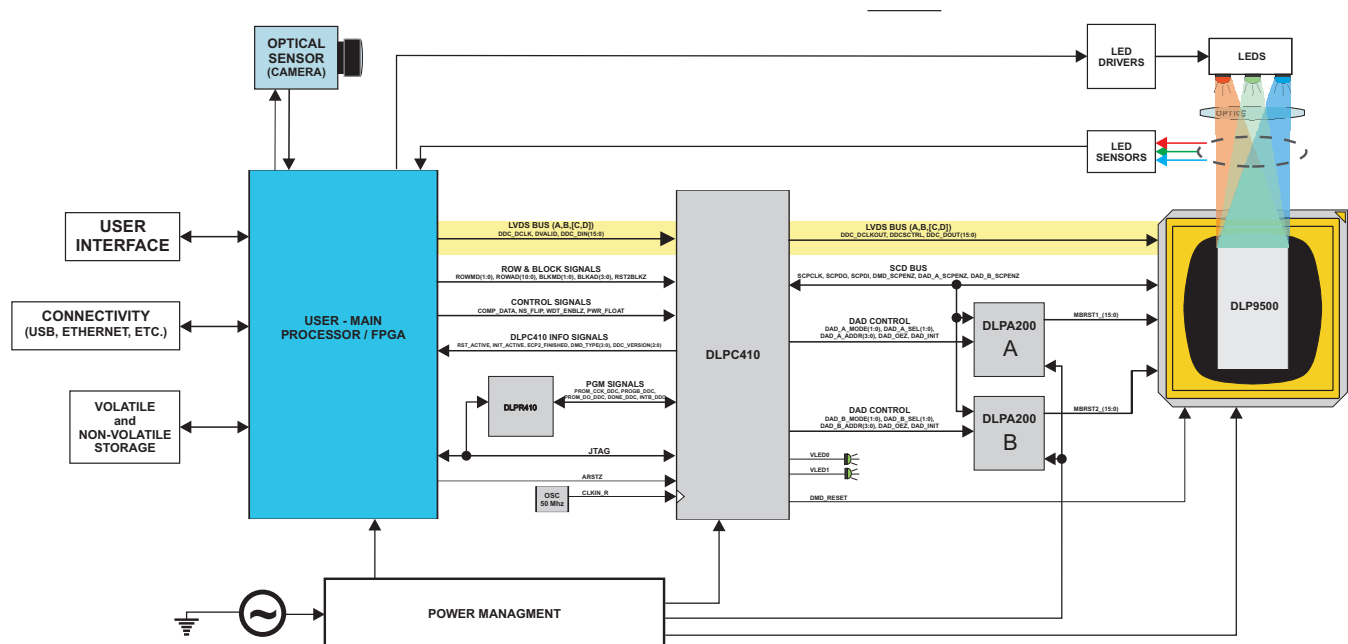 OPTICAL
SENSOR
(CAMERA)
LED
DRIVERS
LEDS
OPTICS
LED
SENSORS
USER
INTERFACE
CONNECTIVITY
(USB, ETHERNET, ETC.)
VOLATILE
and
NON-VOLATILE
STORAGE
USER - MAIN
PROCESSOR / FPGA
LVDS BUS (A,B,[C,D])
DDC_DCLK, DVALID, DDC_DIN(15:0)
ROW & BLOCK SIGNALS
ROWMD(1:0), ROWAD(10:0), BLKMD(1:0), BLKAD(3:0), RST2BLKZ
CONTROL SIGNALS
COMP_DATA, NS_FLIP, WDT_ENBLZ, PWR_FLOAT
DLPC410 INFO SIGNALS
RST_ACTIVE, INIT_ACTIVE, ECP2_FINISHED, DMD_TYPE(3:0), DDC_VERSION(2:0)
DLPR410
PGM SIGNALS
PROM_CCK_DDC, PROGB_DDC,
PROM_DO_DDC, DONE_DDC, INTB_DDC
JTAG
ARSTZ
OSC
50 Mhz
CLKIN_R
DLPC410
LVDS BUS (A,B,[C,D])
DDC_DCLKOUT, DDCSCTRL, DDC_DOUT(15:0)
SCD BUS
SCPCLK, SCPDO, SCPDI, DMD_SCPENZ, DAD_A_SCPENZ, DAD_B_SCPENZ
DAD CONTROL
DAD_A_MODE(1:0), DAD_A_SEL(1:0),
DAD_A_ADDR(3:0), DAD_OEZ, DAD_INIT
DLPA200
A
MBRST1_(15:0)
DAD CONTROL
DAD_B_MODE(1:0), DAD_B_SEL(1:0),
DAD_B_ADDR(3:0), DAD_OEZ, DAD_INIT
DLPA200
B
MBRST2_(15:0)
VLED0
VLED1
DMD_RESET
DLP9500
POWER MANAGMENT